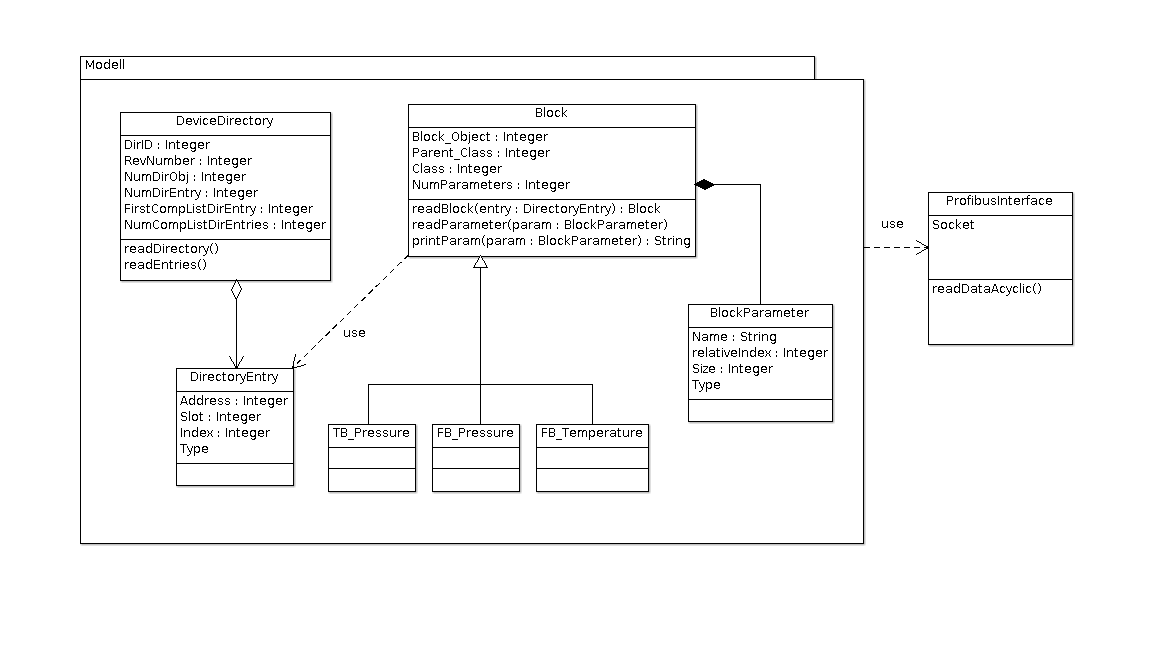 Modell
DeviceDirectory
DirID : Integer
RevNumber : Integer
NumDirObj : Integer
NumDirEntry : Integer
FirstCompListDirEntry : Integer
NumCompListDirEntries : Integer
readDirectory()
readEntries()
Block
Block_Object : Integer
Parent_Class : Integer
Class : Integer
NumParameters : Integer
readBlock(entry : DirectoryEntry) : Block
readParameter(param : BlockParameter)
printParam(param : BlockParameter) : String
use
ProfibusInterface
Socket
readDataAcyclic()
use
BlockParameter
Name : String
relativeIndex : Integer
Size : Integer
Type
DirectoryEntry
Address : Integer
Slot : Integer
Index : Integer
Type
TB_Pressure
FB_Pressure
FB_Temperature